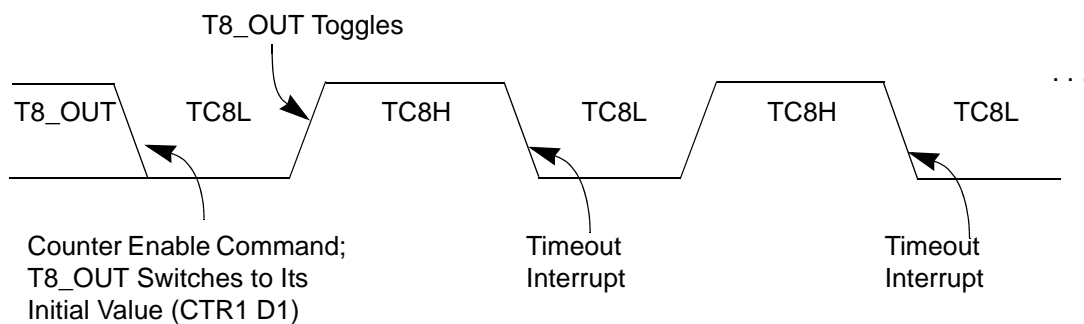 T8_OUT Toggles
. . .
T8_OUT TC8L TC8H TC8L TC8H TC8L
Counter Enable Command;
T8_OUT Switches to Its
Initial Value (CTR1 D1)
Timeout
Interrupt
Timeout
Interrupt